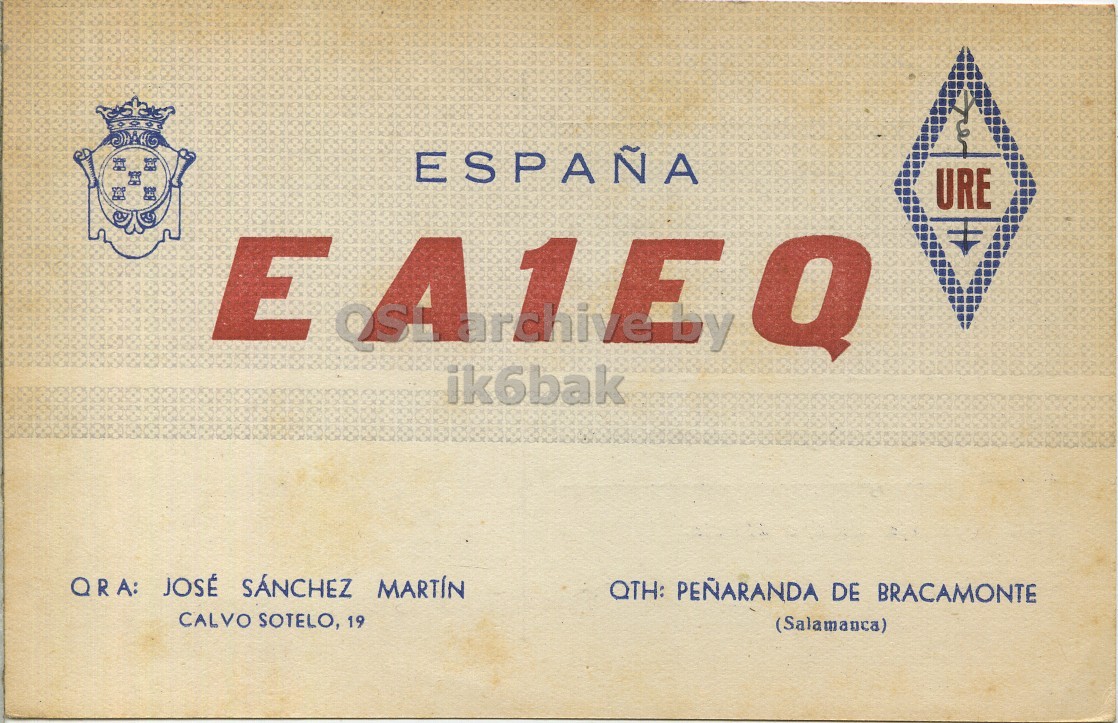 ESPAÑA
URE
EA1EQ
QSL archive by
ik6bak
QRA: JOSÉ SÁNCHEZ MARTÍN
CALVO SOTELO, 19
QTH: PEÑARANDA DE BRACAMONTE
(Salamanca)